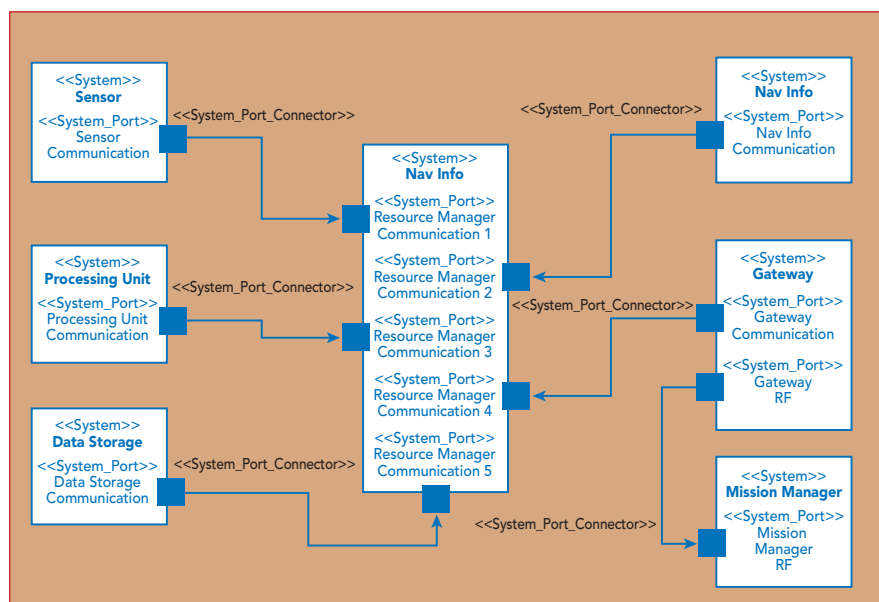 <<System>>
Sensor
<<System_Port>>
Sensor
Communication
<<System_Port_Connector>>
<<System>>
Processing Unit
<<System_Port>>
Processing Unit
Communication
<<System_Port_Connector>>
<<System>>
Data Storage
<<System_Port>>
Data Storage
Communication
<<System_Port_Connector>>
<<System>>
Nav Info
<<System_Port>>
Resource Manager
Communication 1
<<System_Port>>
Resource Manager
Communication 2
<<System_Port>>
Resource Manager
Communication 3
<<System_Port>>
Resource Manager
Communication 4
<<System_Port>>
Resource Manager
Communication 5
<<System_Port_Connector>>
<<System>>
Nav Info
<<System_Port>>
Nav Info
Communication
<<System_Port_Connector>>
<<System>>
Gateway
<<System_Port>>
Gateway
Communication
<<System_Port>>
Gateway
RF
<<System_Port_Connector>>
<<System>>
Mission Manager
<<System_Port>>
Mission
Manager
RF